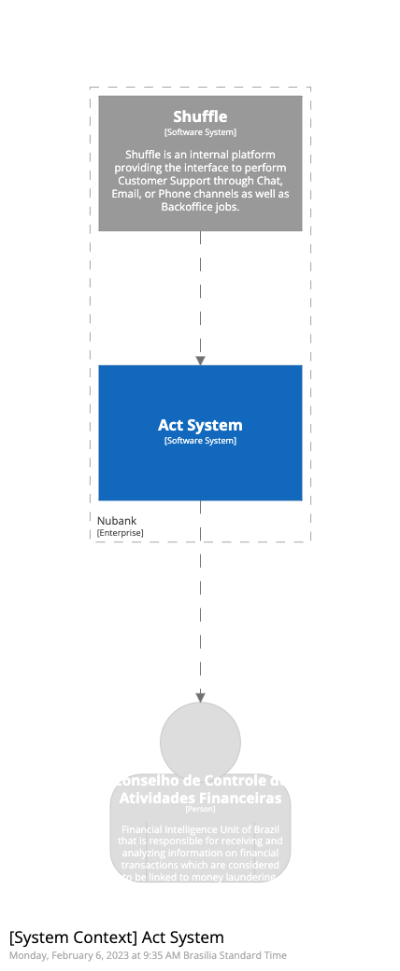 Shuffle
[Software System]
Shuffle is an internal platform
providing the interface to perform
Customer Support through Chat,
Email, or Phone channels as well as
Backoffice jobs.
Act System
[Software System]
Nubank
[Enterprise]
onselho de Controle d
Atividades Financeiras
[Person]
Financial Intelligence Unit of Brazil
that is responsible for receiving and
analyzing information on financial
transactions which are considered
to be linked to money laundering.
[System Context] Act System
Monday, February 6, 2023 at 9:35 AM Brasilia Standard Time